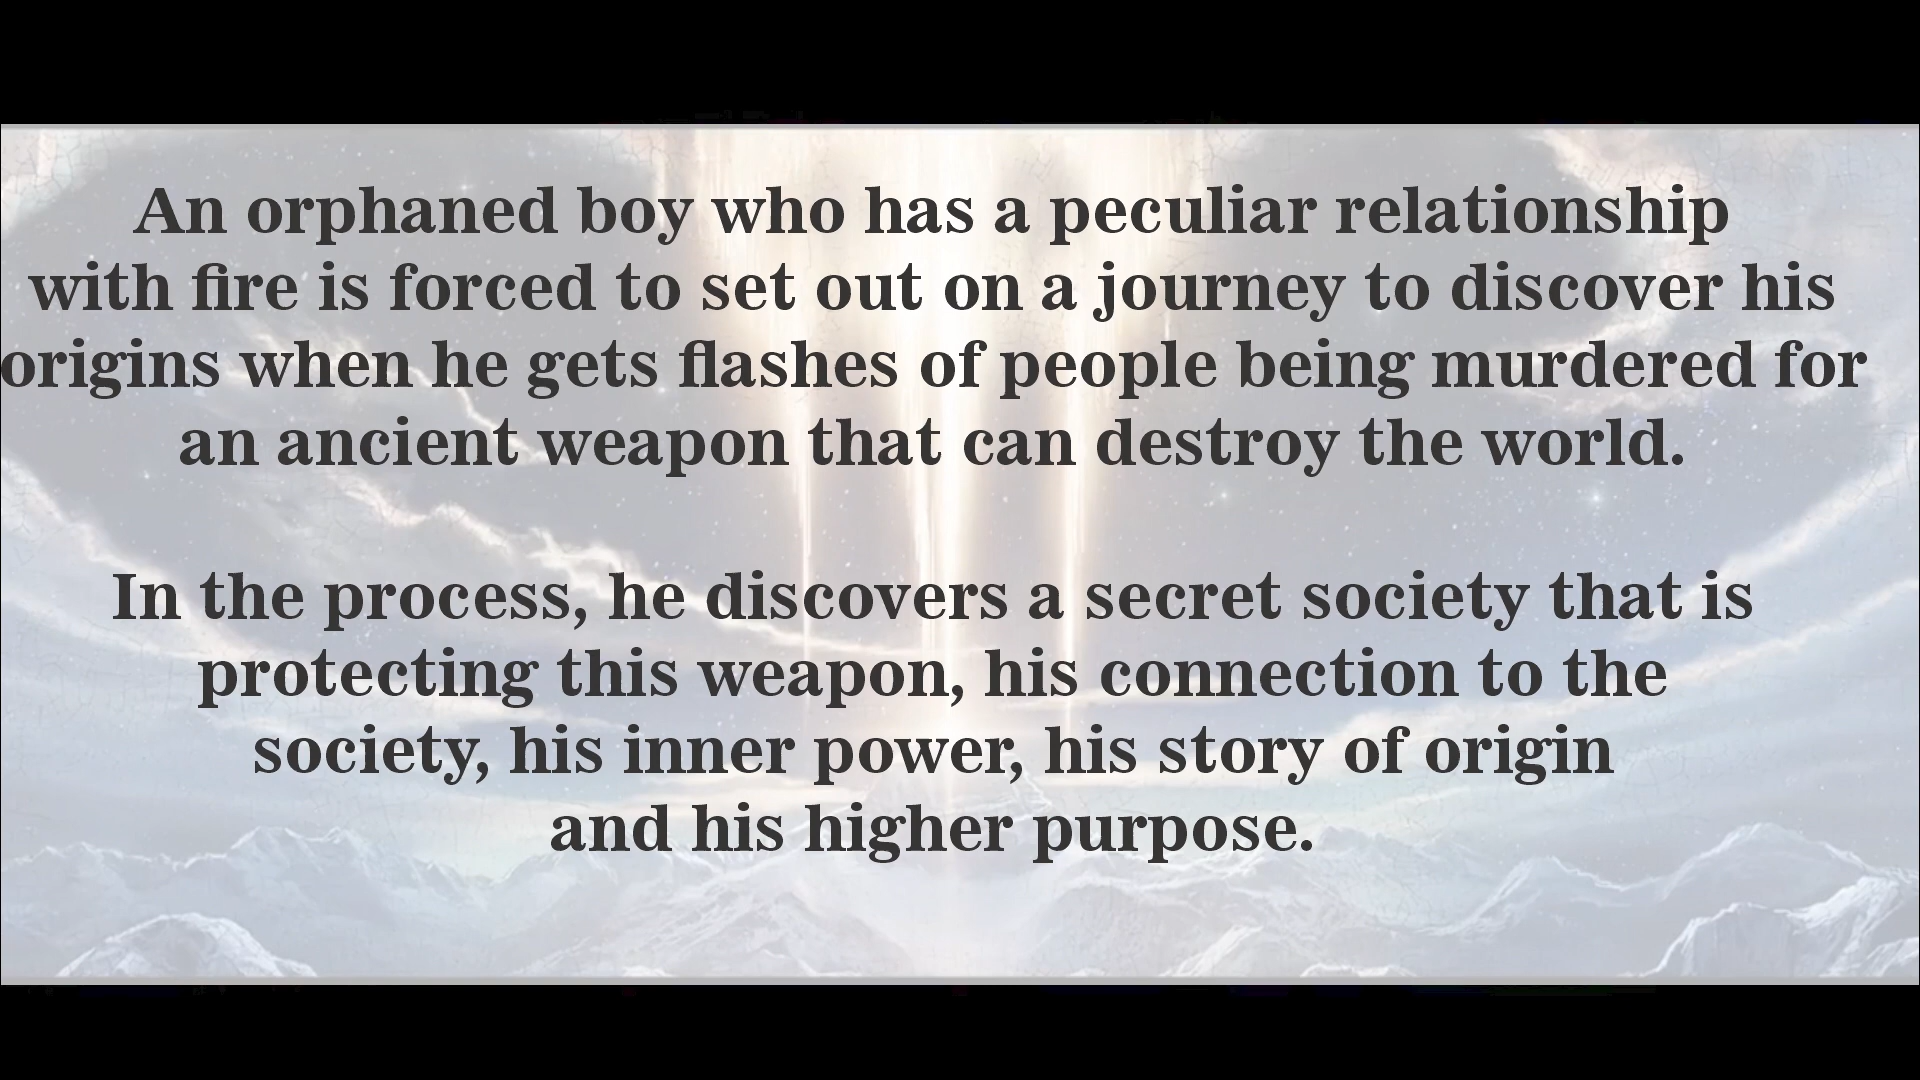 An orphaned boy who has a peculiar relationship
with fire is forced to set out on a journey to discover his
origins when he gets flashes of people being murdered for
an ancient weapon that can destroy the world.
In the process, he discovers a secret society that is
protecting this weapon, his connection to the
society, his inner power, his story of origin
and his higher purpose.